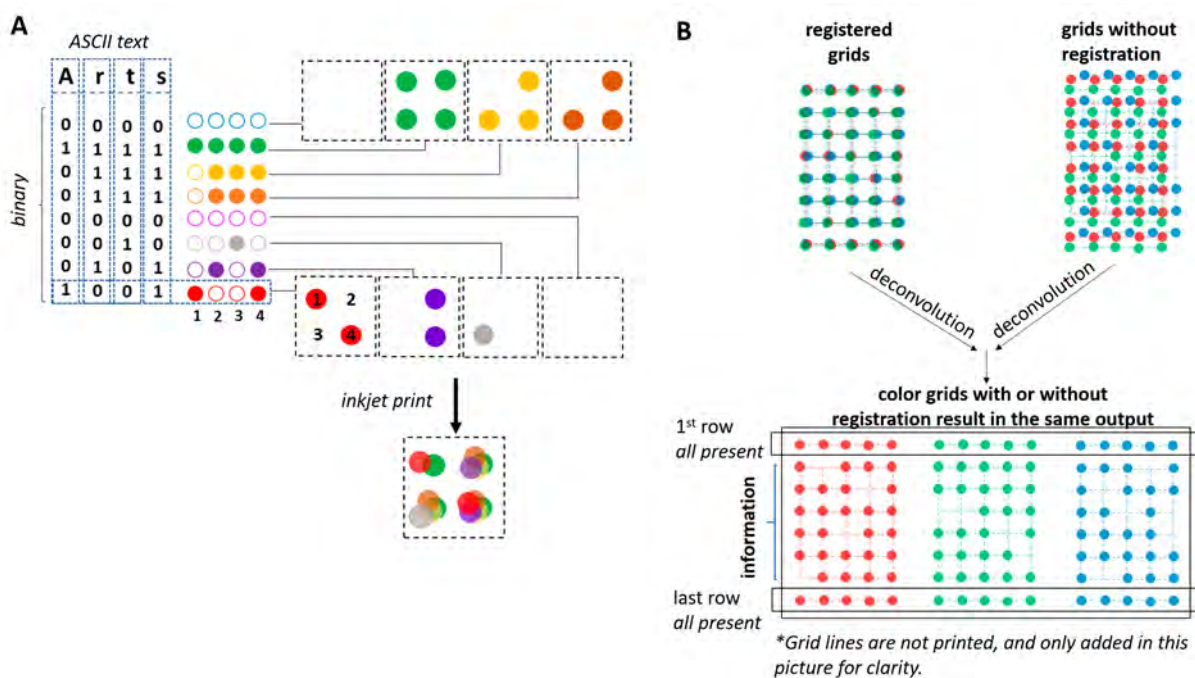 A
ASCII text
A r t s
binary
0 0 0 0
1 1 1 1
0 1 1 1
0 1 1 1
0 0 0 0
0 0 1 0
0 1 0 1
1 0 0 1
1 2 3 4
1 2
3 4
inkjet print
B
registered
grids
grids without
registration
deconvolution
deconvolution
color grids with or without
registration result in the same output
1st row
all present
information
last row
all present
*Grid lines are not printed, and only added in this
picture for clarity.